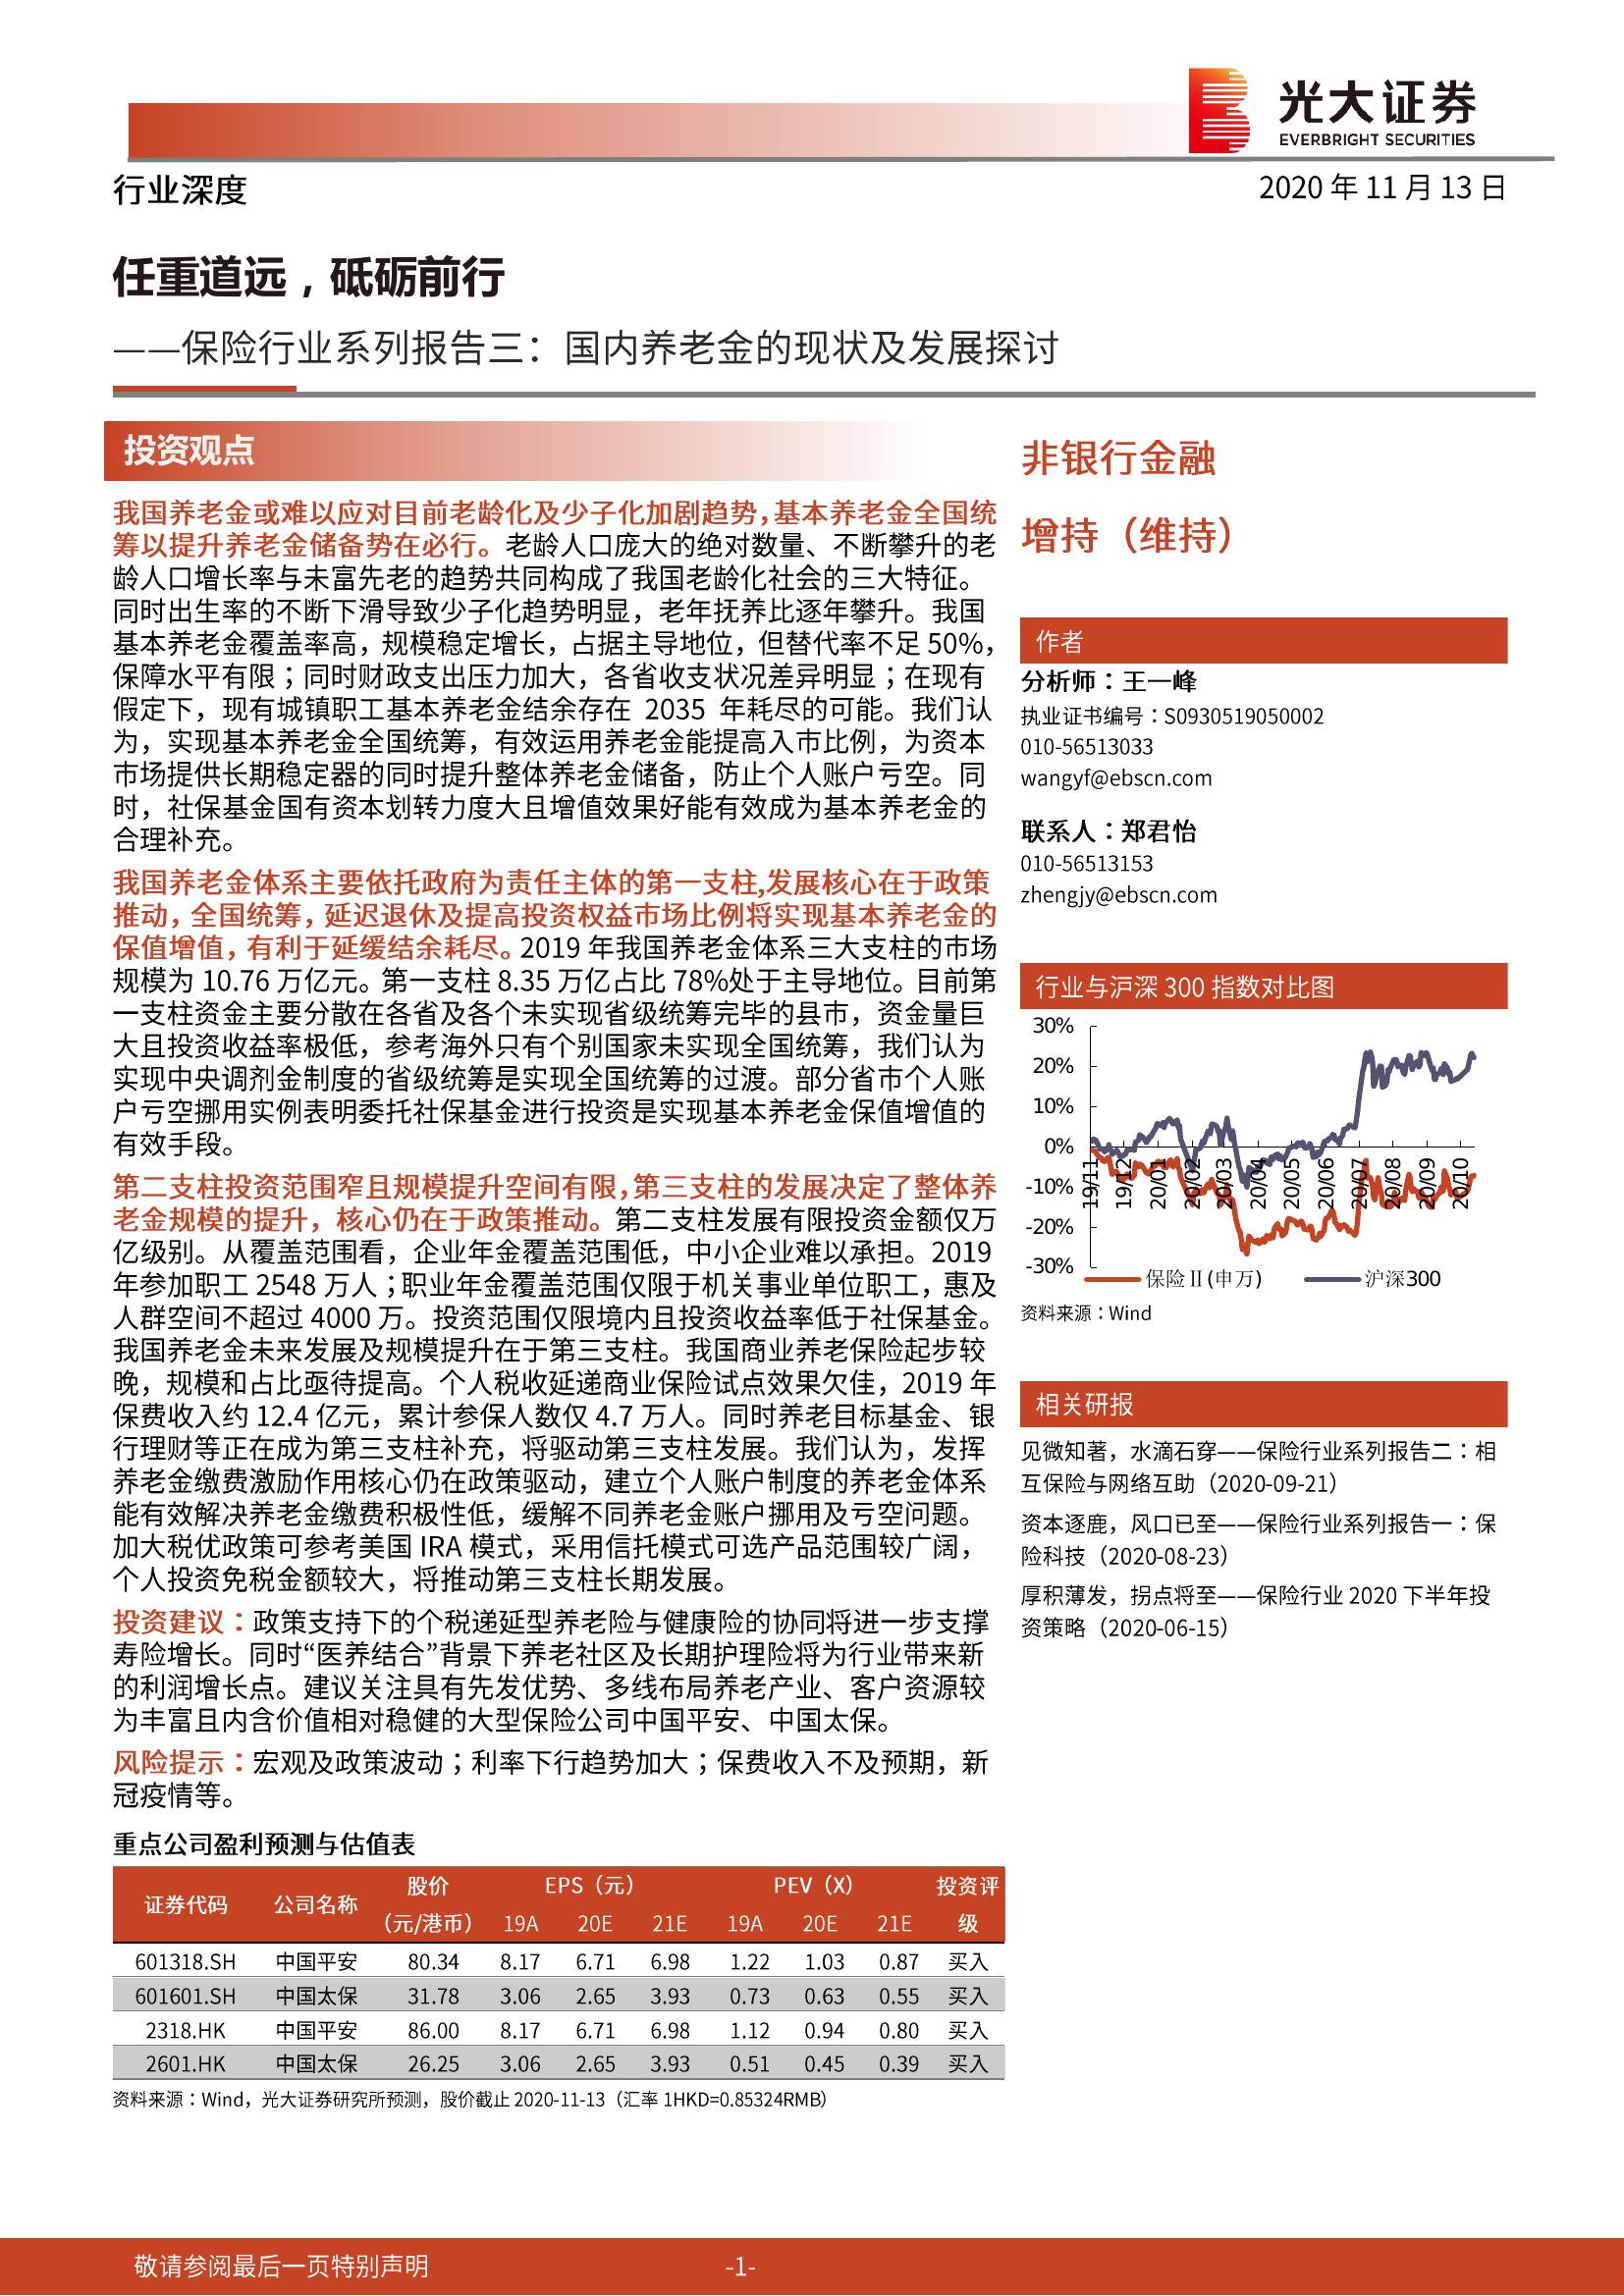 光大证券
EVERBRIGHT SECURITIES
行业深度
2020 年 11 月 13 日
任重道远，砥砺前行
——保险行业系列报告三：国内养老金的现状及发展探讨
投资观点
我国养老金或难以应对目前老龄化及少子化加剧趋势，基本养老金全国统
筹以提升养老金储备势在必行。老龄人口庞大的绝对数量、不断攀升的老
龄人口增长率与未富先老的趋势共同构成了我国老龄化社会的三大特征。
同时出生率的不断下滑导致少子化趋势明显，老年抚养比逐年攀升。我国
基本养老金覆盖率高，规模稳定增长，占据主导地位，但替代率不足 50%，
保障水平有限；同时财政支出压力加大，各省收支状况差异明显；在现有
假定下，现有城镇职工基本养老金结余存在 2035 年耗尽的可能。我们认
为，实现基本养老金全国统筹，有效运用养老金能提高入市比例，为资本
市场提供长期稳定器的同时提升整体养老金储备，防止个人账户亏空。同
时，社保基金国有资本划转力度大且增值效果好能有效成为基本养老金的
合理补充。
我国养老金体系主要依托政府为责任主体的第一支柱,发展核心在于政策
推动，全国统筹，延迟退休及提高投资权益市场比例将实现基本养老金的
保值增值，有利于延缓结余耗尽。2019 年我国养老金体系三大支柱的市场
规模为 10.76 万亿元。第一支柱 8.35 万亿占比 78%处于主导地位。目前第
一支柱资金主要分散在各省及各个未实现省级统筹完毕的县市，资金量巨
大且投资收益率极低，参考海外只有个别国家未实现全国统筹，我们认为
实现中央调剂金制度的省级统筹是实现全国统筹的过渡。部分省市个人账
户亏空挪用实例表明委托社保基金进行投资是实现基本养老金保值增值的
有效手段。
第二支柱投资范围窄且规模提升空间有限，第三支柱的发展决定了整体养
老金规模的提升，核心仍在于政策推动。第二支柱发展有限投资金额仅万
亿级别。从覆盖范围看，企业年金覆盖范围低，中小企业难以承担。2019
年参加职工 2548 万人；职业年金覆盖范围仅限于机关事业单位职工，惠及
人群空间不超过 4000 万。投资范围仅限境内且投资收益率低于社保基金。
我国养老金未来发展及规模提升在于第三支柱。我国商业养老保险起步较
晚，规模和占比亟待提高。个人税收延递商业保险试点效果欠佳，2019 年
保费收入约 12.4 亿元，累计参保人数仅 4.7 万人。同时养老目标基金、银
行理财等正在成为第三支柱补充，将驱动第三支柱发展。我们认为，发挥
养老金缴费激励作用核心仍在政策驱动，建立个人账户制度的养老金体系
能有效解决养老金缴费积极性低，缓解不同养老金账户挪用及亏空问题。
加大税优政策可参考美国 IRA 模式，采用信托模式可选产品范围较广阔，
个人投资免税金额较大，将推动第三支柱长期发展。
投资建议：政策支持下的个税递延型养老险与健康险的协同将进一步支撑
寿险增长。同时“医养结合”背景下养老社区及长期护理险将为行业带来新
的利润增长点。建议关注具有先发优势、多线布局养老产业、客户资源较
为丰富且内含价值相对稳健的大型保险公司中国平安、中国太保。
风险提示：宏观及政策波动；利率下行趋势加大；保费收入不及预期，新
冠疫情等。
重点公司盈利预测与估值表
证券代码 公司名称 股价 EPS（元） PEV（X） 投资评
（元/港币） 19A 20E 21E 19A 20E 21E 级
601318.SH 中国平安 80.34 8.17 6.71 6.98 1.22 1.03 0.87 买入
601601.SH 中国太保 31.78 3.06 2.65 3.93 0.73 0.63 0.55 买入
2318.HK 中国平安 86.00 8.17 6.71 6.98 1.12 0.94 0.80 买入
2601.HK 中国太保 26.25 3.06 2.65 3.93 0.51 0.45 0.39 买入
资料来源：Wind，光大证券研究所预测，股价截止 2020-11-13（汇率 1HKD=0.85324RMB）
非银行金融
增持（维持）
作者
分析师：王一峰
执业证书编号：S0930519050002
010-56513033
wangyf@ebscn.com
联系人：郑君怡
010-56513153
zhengjy@ebscn.com
行业与沪深 300 指数对比图
30%
20%
10%
0%
-10%
-20%
-30%
19/11 19/12 20/01 20/02 20/03 20/04 20/05 20/06 20/07 20/08 20/09 20/10
保险Ⅱ(申万) 沪深300
资料来源：Wind
相关研报
见微知著，水滴石穿——保险行业系列报告二：相
互保险与网络互助（2020-09-21）
资本逐鹿，风口已至——保险行业系列报告一：保
险科技（2020-08-23）
厚积薄发，拐点将至——保险行业 2020 下半年投
资策略（2020-06-15）
敬请参阅最后一页特别声明
-1-